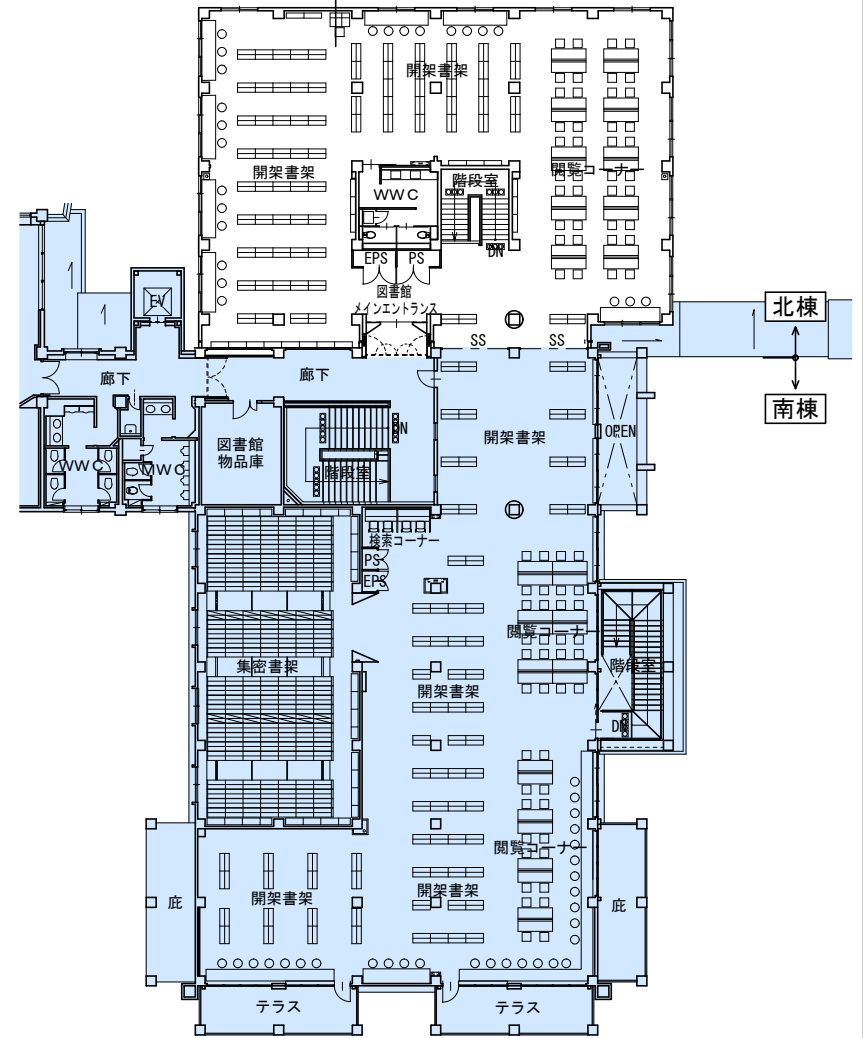 開架書架
開架書架
閲覧コーナー
WWC
階段室
DN
EPS
PS
図書館
メインエントランス
EV
SS
SS
北棟
南棟
廊下
廊下
開架書架
OPEN
DN
図書館
物品庫
階段室
WWC
MWC
検索コーナー
PS
EPS
閲覧コーナー
階段室
集密書架
開架書架
DN
閲覧コーナー
開架書架
開架書架
庇
庇
テラス
テラス